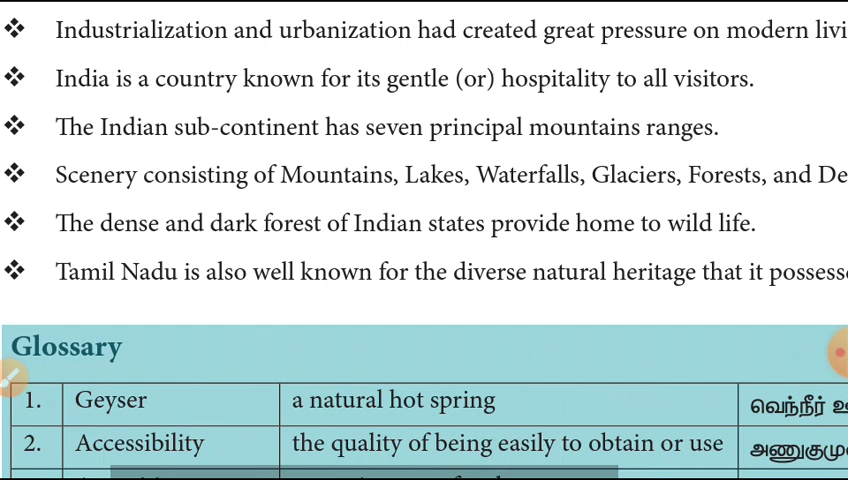 ❖ Industrialization and urbanization had created great pressure on modern
❖ India is a country known for its gentle (or) hospitality to all visitors.
❖ The Indian sub-continent has seven principal mountains ranges.
❖ Scenery consisting of Mountains, Lakes, Waterfalls, Glaciers, Forests, and
❖ The dense and dark forest of Indian states provide home to wild life.
❖ Tamil Nadu is also well known for the diverse natural heritage that it
Glossary
1. Geyser a natural hot spring வெந்நீர்
2. Accessibility the quality of being easily to obtain or use